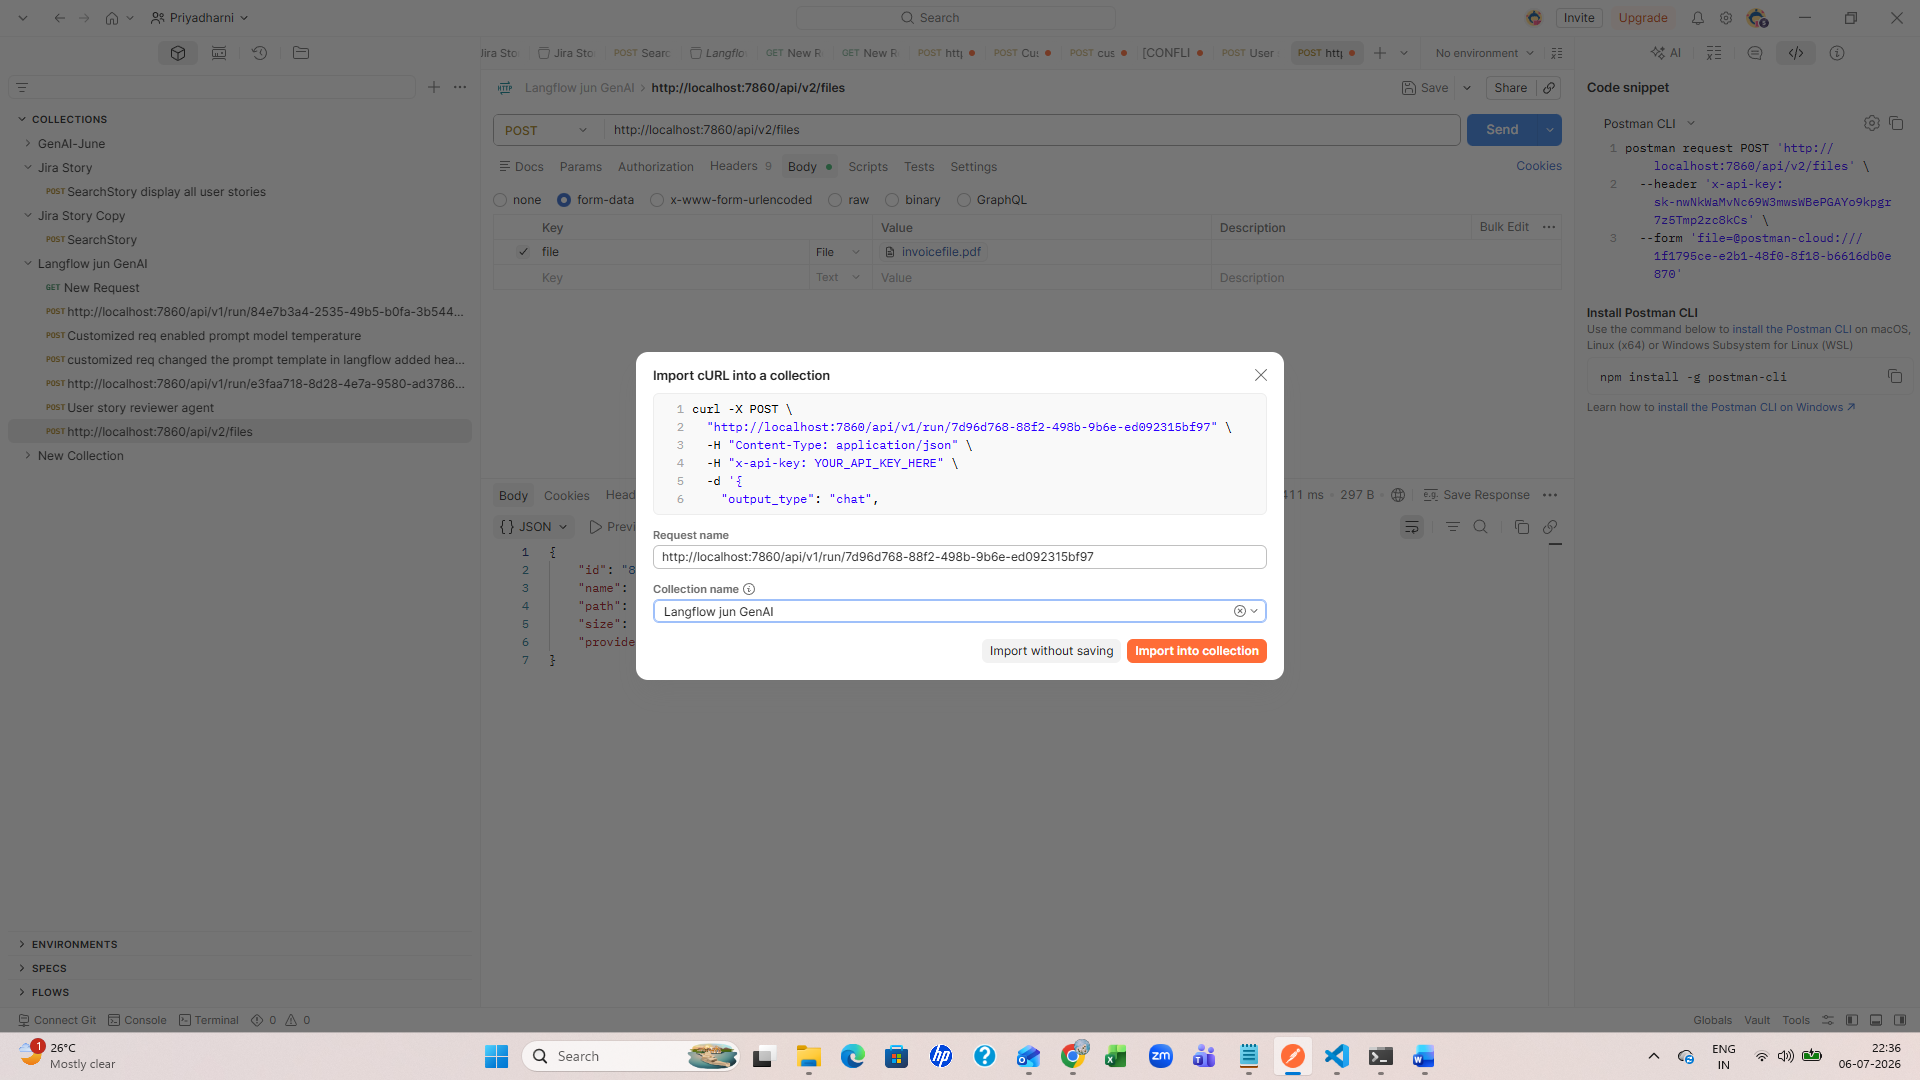 Priyadharni
Search
Invite
Upgrade
Jira Sto
Jira Sto
POST Searc
Langflo
GET New R
GET New R
POST http
POST Cu:
POST cus
[CONFLI
POST User
POST http
No environment
AI
Langflow jun GenAI > http://localhost:7860/api/v2/files
Save
Share
Code snippet
COLLECTIONS
GenAI-June
Jira Story
POST SearchStory display all user stories
Jira Story Copy
POST SearchStory
Langflow jun GenAI
GET New Request
POST http://localhost:7860/api/v1/run/84e7b3a4-2535-49b5-b0fa-3b544...
POST Customized req enabled prompt model temperature
POST customized req changed the prompt template in langflow added hea...
POST http://localhost:7860/api/v1/run/e3faa718-8d28-4e7a-9580-ad3786...
POST User story reviewer agent
POST http://localhost:7860/api/v2/files
New Collection
POST
http://localhost:7860/api/v2/files
Send
Docs Params Authorization Headers 9 Body Scripts Tests Settings
Cookies
none form-data x-www-form-urlencoded raw binary GraphQL
Key Value Description Bulk Edit
file File invoicefile.pdf
Key Text Value Description
Postman CLI
1 postman request POST 'http://
localhost:7860/api/v2/files' \
2 --header 'x-api-key:
sk-nwNkWaMvNc69W3mwsWBePGAYo9kpgr
7z5Tmp2zc8kCs' \
3 --form 'file=@postman-cloud:///
1f1795ce-e2b1-48f0-8f18-b6616db0e
870'
Install Postman CLI
Use the command below to install the Postman CLI on macOS,
Linux (x64) or Windows Subsystem for Linux (WSL)
npm install -g postman-cli
Learn how to install the Postman CLI on Windows
Import cURL into a collection
1 curl -X POST \
2 "http://localhost:7860/api/v1/run/7d96d768-88f2-498b-9b6e-ed092315bf97" \
3 -H "Content-Type: application/json" \
4 -H "x-api-key: YOUR_API_KEY_HERE" \
5 -d '{
6 "output_type": "chat",
Request name
http://localhost:7860/api/v1/run/7d96d768-88f2-498b-9b6e-ed092315bf97
Collection name
Langflow jun GenAI
Import without saving
Import into collection
Body Cookies Head
411 ms 297 B
Save Response
{} JSON
Previ
1 {
2 "id": "8
3 "name":
4 "path":
5 "size":
6 "provide
7 }
ENVIRONMENTS
SPECS
FLOWS
Connect Git
Console
Terminal
0
0
Globals
Vault
Tools
1
26°C
Mostly clear
Search
ENG
IN
22:36
06-07-2026